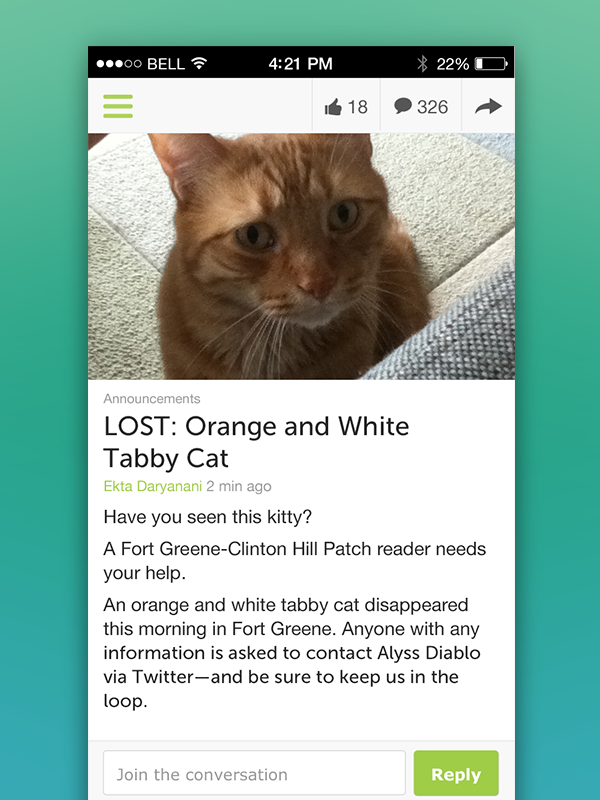 BELL 4:21 PM 22%
18 326
Announcements
LOST: Orange and White
Tabby Cat
Ekta Daryanani 2 min ago
Have you seen this kitty?
A Fort Greene-Clinton Hill Patch reader needs
your help.
An orange and white tabby cat disappeared
this morning in Fort Greene. Anyone with any
information is asked to contact Alyss Diablo
via Twitter—and be sure to keep us in the
loop.
Join the conversation Reply